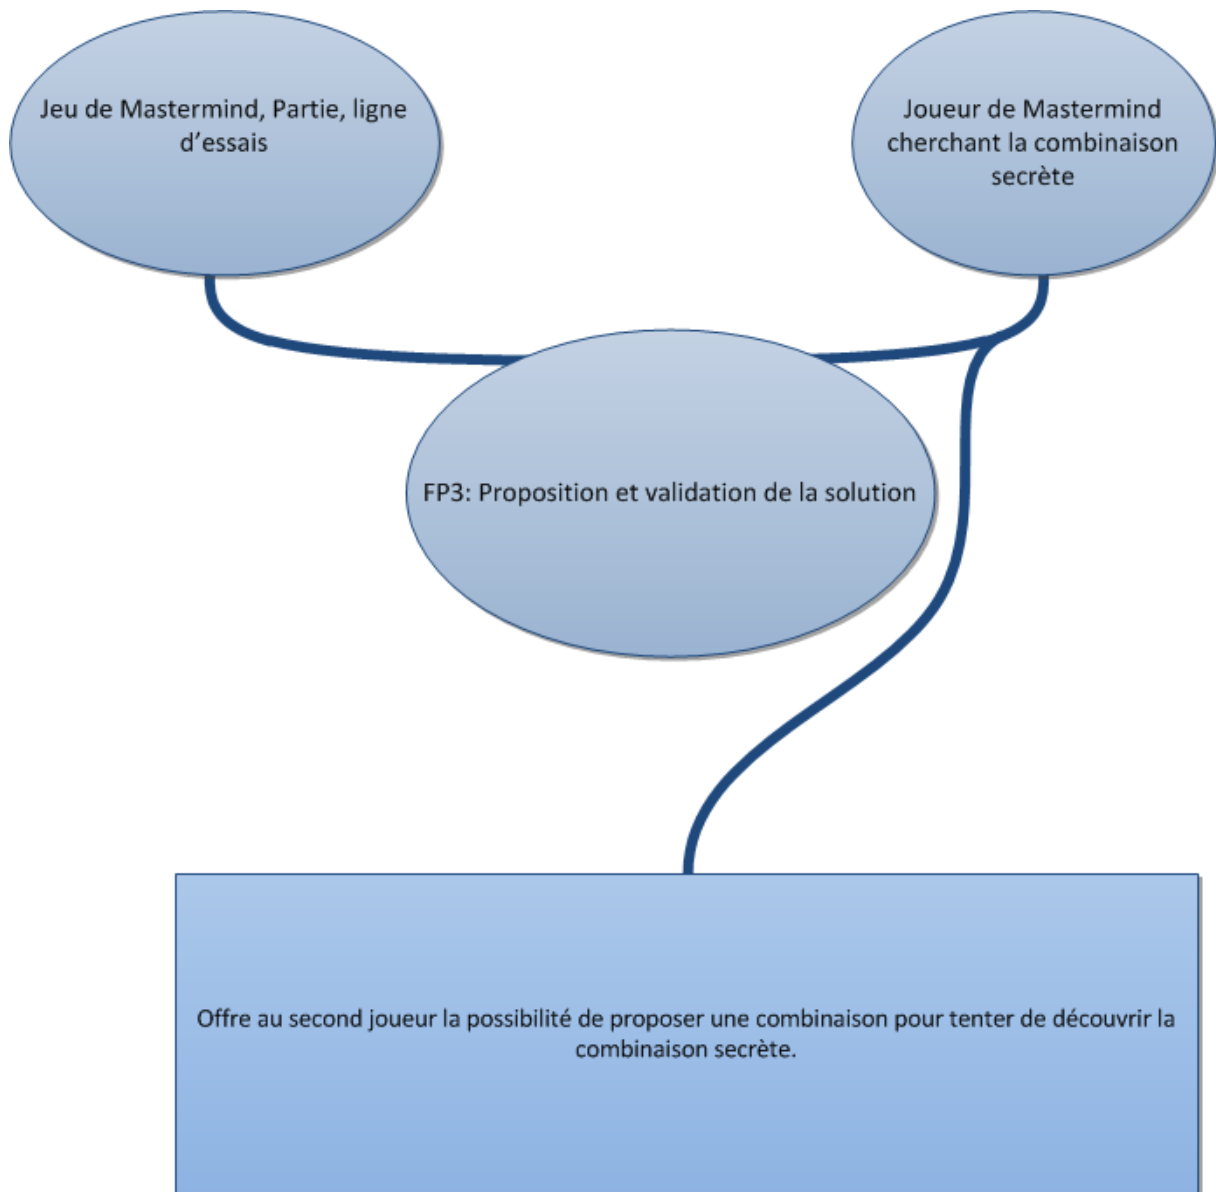 Jeu de Mastermind, Partie, ligne
d’essais
Joueur de Mastermind
cherchant la combinaison
secrète
FP3: Proposition et validation de la solution
Offre au second joueur la possibilité de proposer une combinaison pour tenter de découvrir la
combinaison secrète.